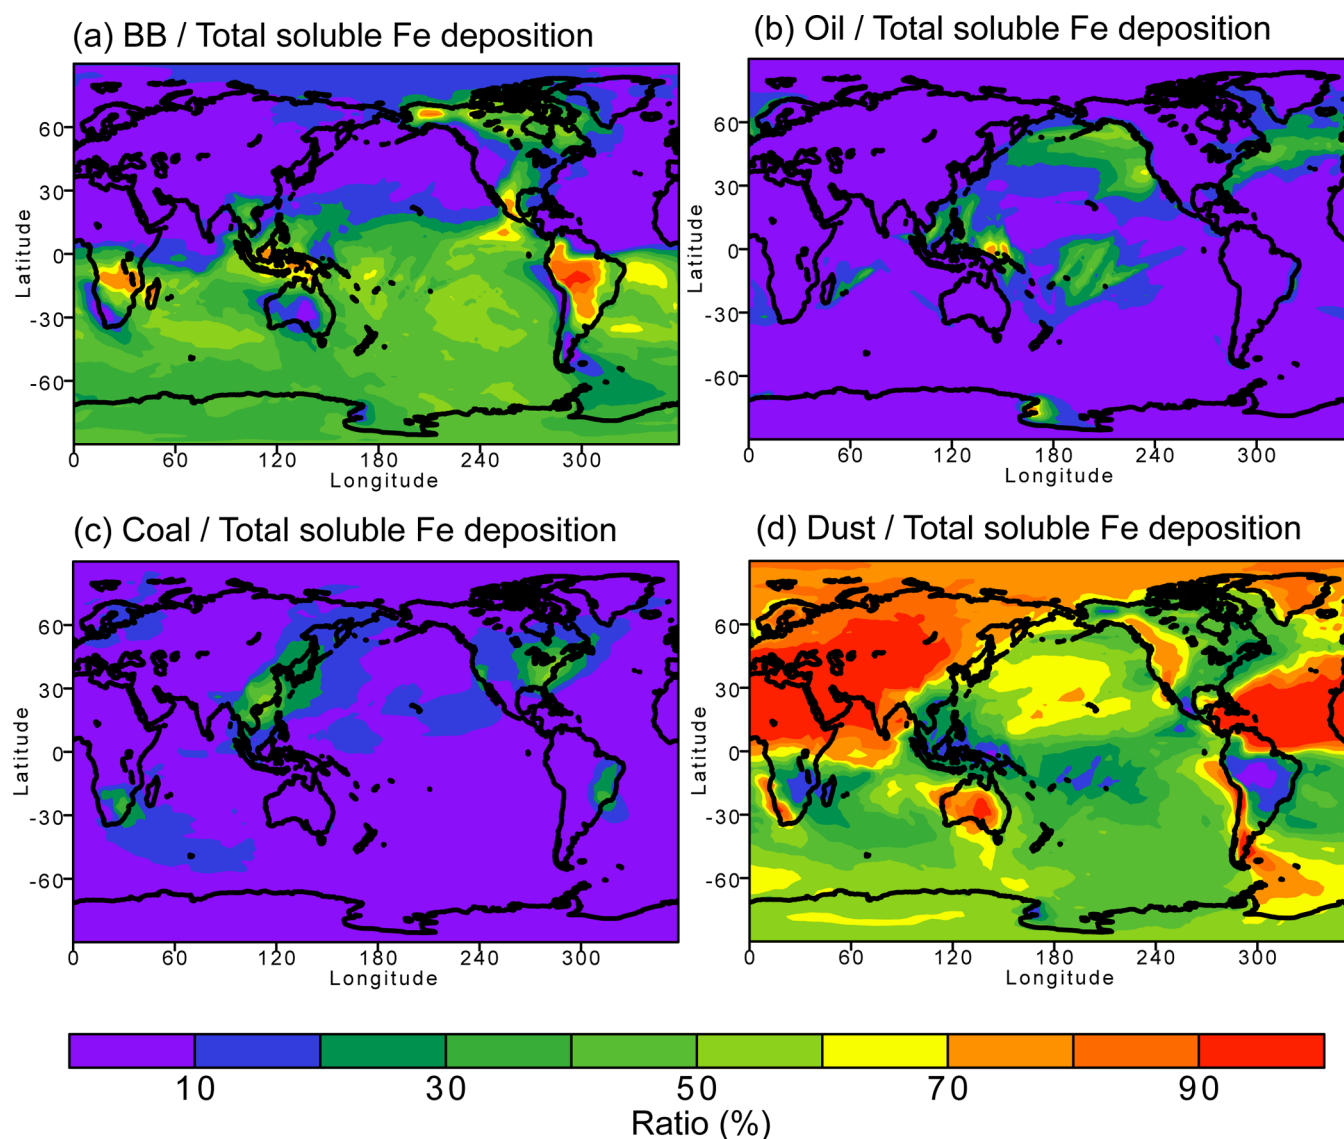 (a) BB / Total soluble Fe deposition
(b) Oil / Total soluble Fe deposition
60
30
0
-30
-60
Latitude
0 60 120 180 240 300
Longitude
60
30
0
-30
-60
Latitude
0 60 120 180 240 300
Longitude
(c) Coal / Total soluble Fe deposition
(d) Dust / Total soluble Fe deposition
60
30
0
-30
-60
Latitude
0 60 120 180 240 300
Longitude
60
30
0
-30
-60
Latitude
0 60 120 180 240 300
Longitude
10 30 50 70 90
Ratio (%)